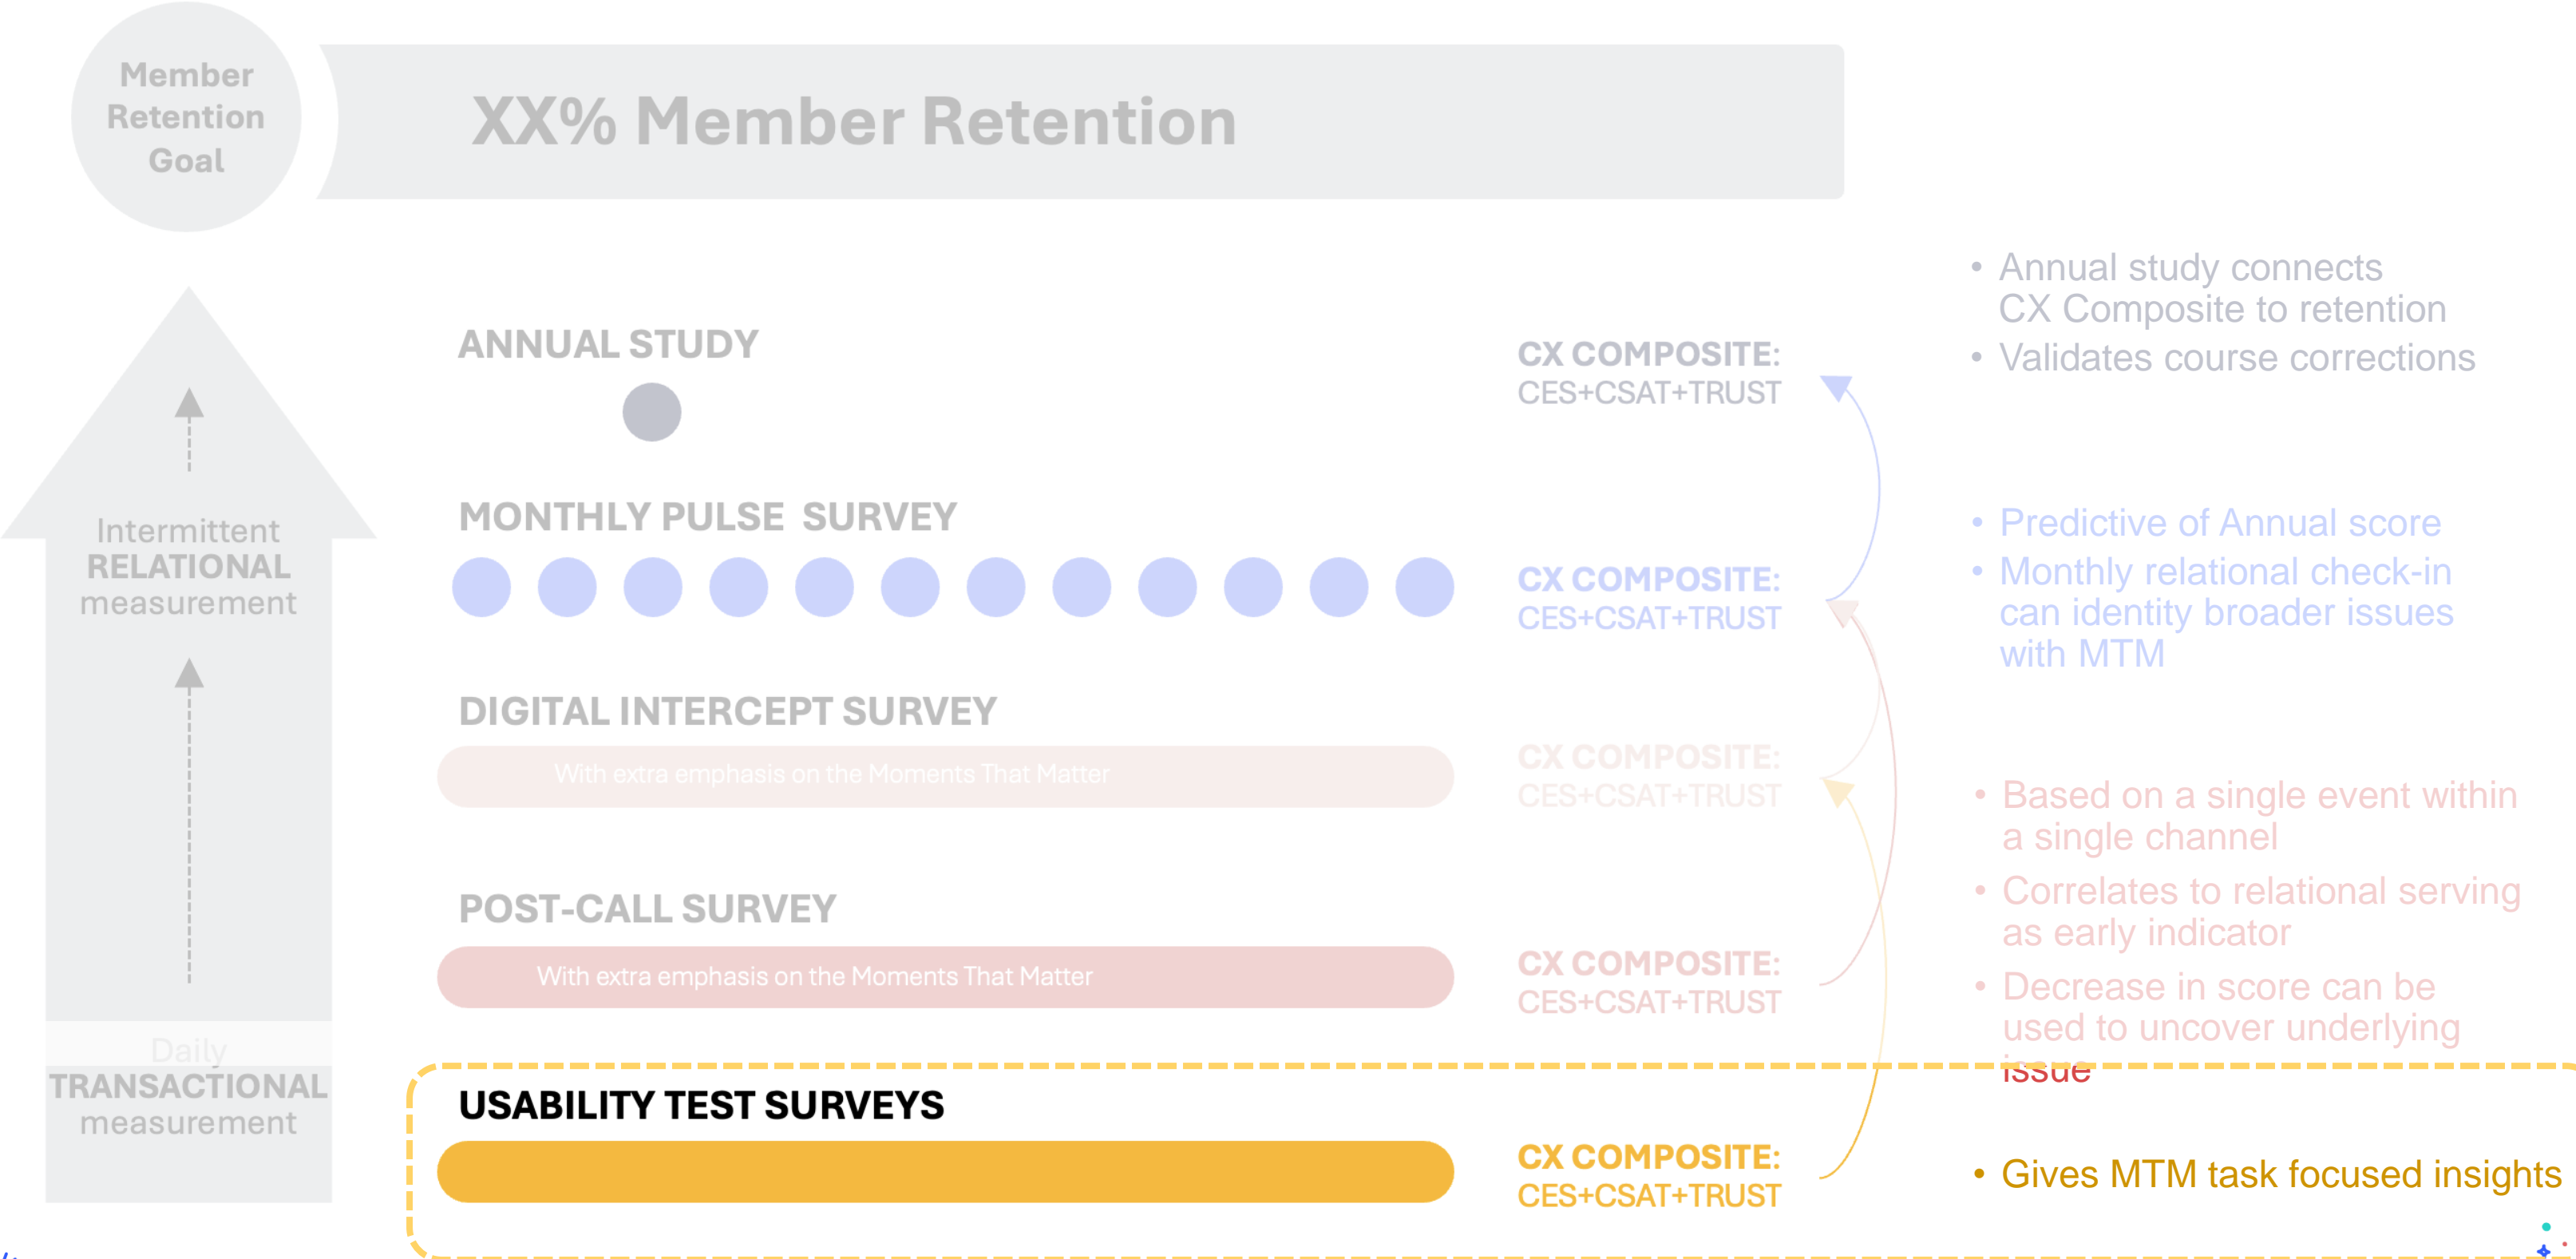 Member
Retention
Goal
XX% Member Retention
Intermittent
RELATIONAL
measurement
Daily
TRANSACTIONAL
measurement
ANNUAL STUDY
CX COMPOSITE:
CES+CSAT+TRUST
• Annual study connects
CX Composite to retention
• Validates course corrections
MONTHLY PULSE SURVEY
CX COMPOSITE:
CES+CSAT+TRUST
• Predictive of Annual score
• Monthly relational check-in
can identity broader issues
with MTM
DIGITAL INTERCEPT SURVEY
With extra emphasis on the Moments That Matter
CX COMPOSITE:
CES+CSAT+TRUST
• Based on a single event within
a single channel
• Correlates to relational serving
as early indicator
• Decrease in score can be
used to uncover underlying
issue
POST-CALL SURVEY
With extra emphasis on the Moments That Matter
CX COMPOSITE:
CES+CSAT+TRUST
USABILITY TEST SURVEYS
CX COMPOSITE:
CES+CSAT+TRUST
• Gives MTM task focused insights